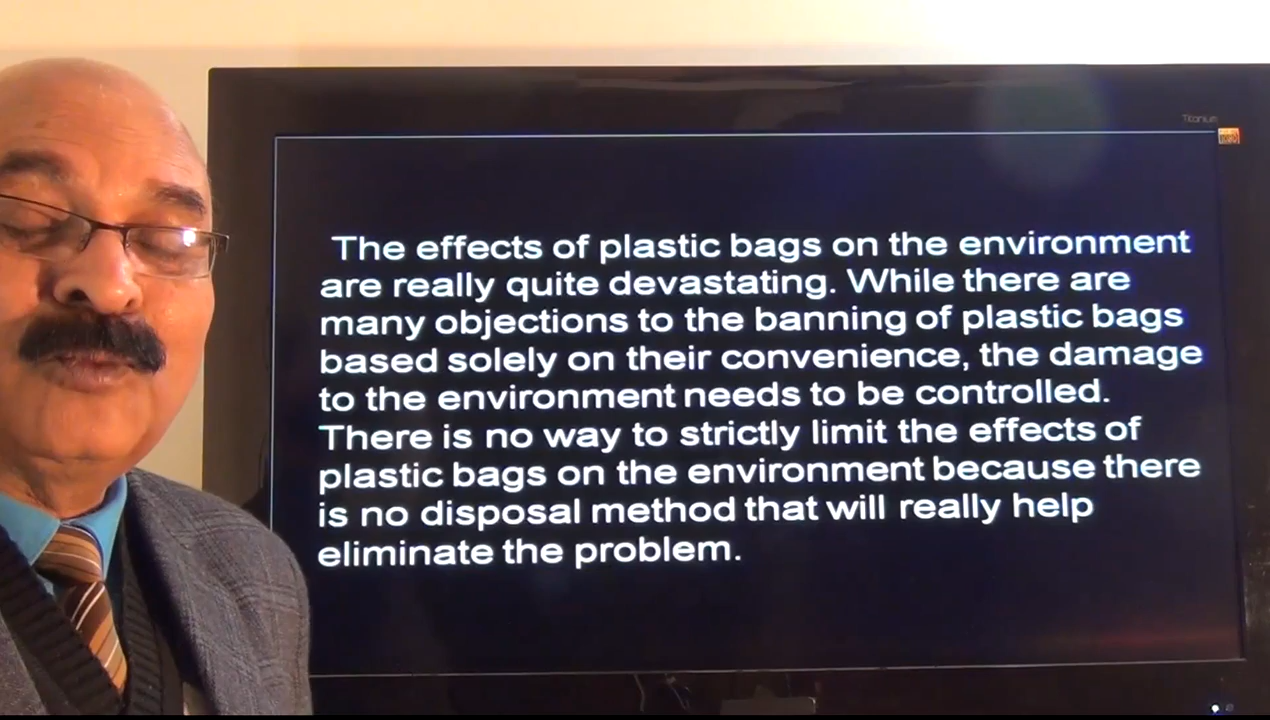 Titanium
The effects of plastic bags on the environment
are really quite devastating. While there are
many objections to the banning of plastic bags
based solely on their convenience, the damage
to the environment needs to be controlled.
There is no way to strictly limit the effects of
plastic bags on the environment because there
is no disposal method that will really help
eliminate the problem.